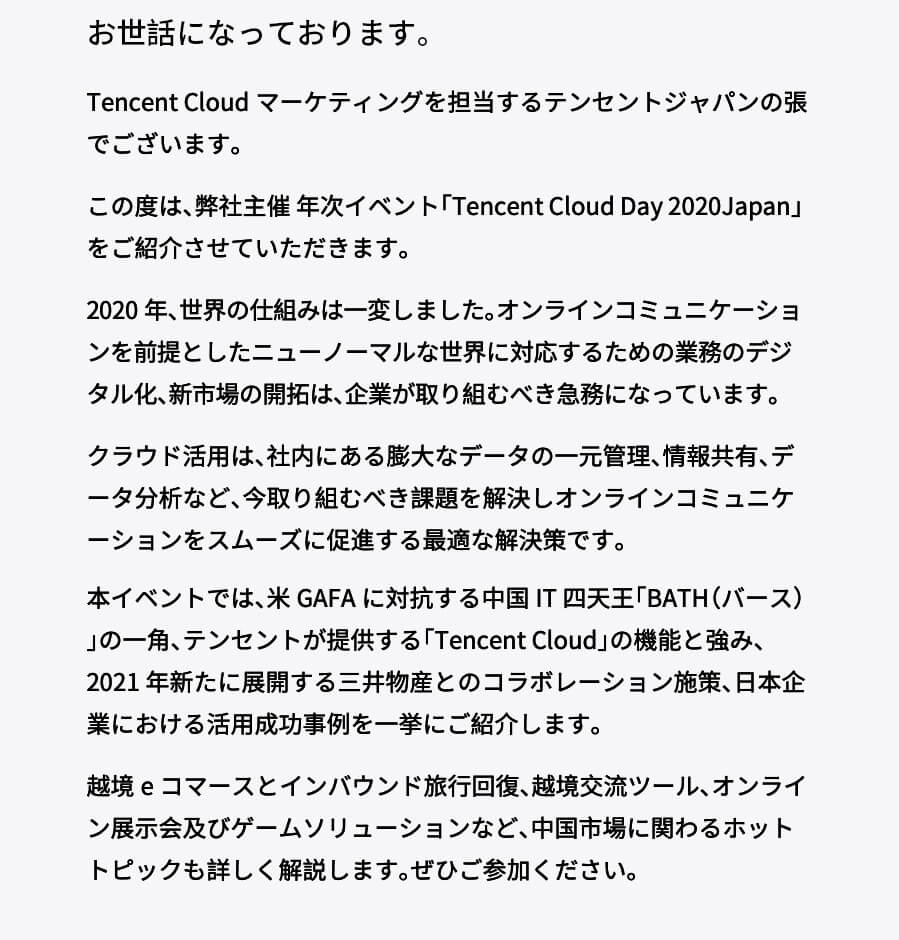 お世話になっております。
Tencent Cloud マーケティングを担当するテンセントジャパンの張
でございます。
この度は、弊社主催 年次イベント「Tencent Cloud Day 2020Japan」
をご紹介させていただきます。
2020 年、世界の仕組みは一変しました。オンラインコミュニケーショ
ンを前提としたニューノーマルな世界に対応するための業務のデジ
タル化、新市場の開拓は、企業が取り組むべき急務になっています。
クラウド活用は、社内にある膨大なデータの一元管理、情報共有、デ
ータ分析など、今取り組むべき課題を解決しオンラインコミュニケ
ーションをスムーズに促進する最適な解決策です。
本イベントでは、米 GAFA に対抗する中国 IT 四天王「BATH（バース）
」の一角、テンセントが提供する「Tencent Cloud」の機能と強み、
2021 年新たに展開する三井物産とのコラボレーション施策、日本企
業における活用成功事例を一挙にご紹介します。
越境 e コマースとインバウンド旅行回復、越境交流ツール、オンライ
ン展示会及びゲームソリューションなど、中国市場に関わるホット
トピックも詳しく解説します。ぜひご参加ください。